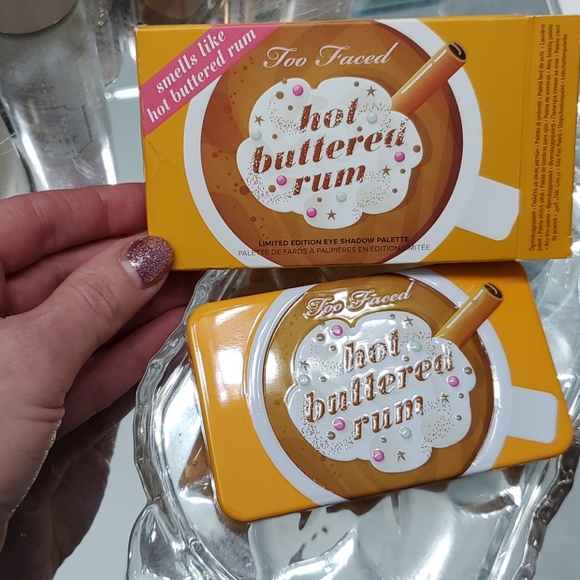 smells like
hot buttered rum
Too Faced
hot
buttered
rum
LIMITED EDITION EYE SHADOW PALETTE
PALETTE DE FARDS À PAUPIÈRES EN ÉDITION LIMITÉE
Too Faced
hot
buttered
rum